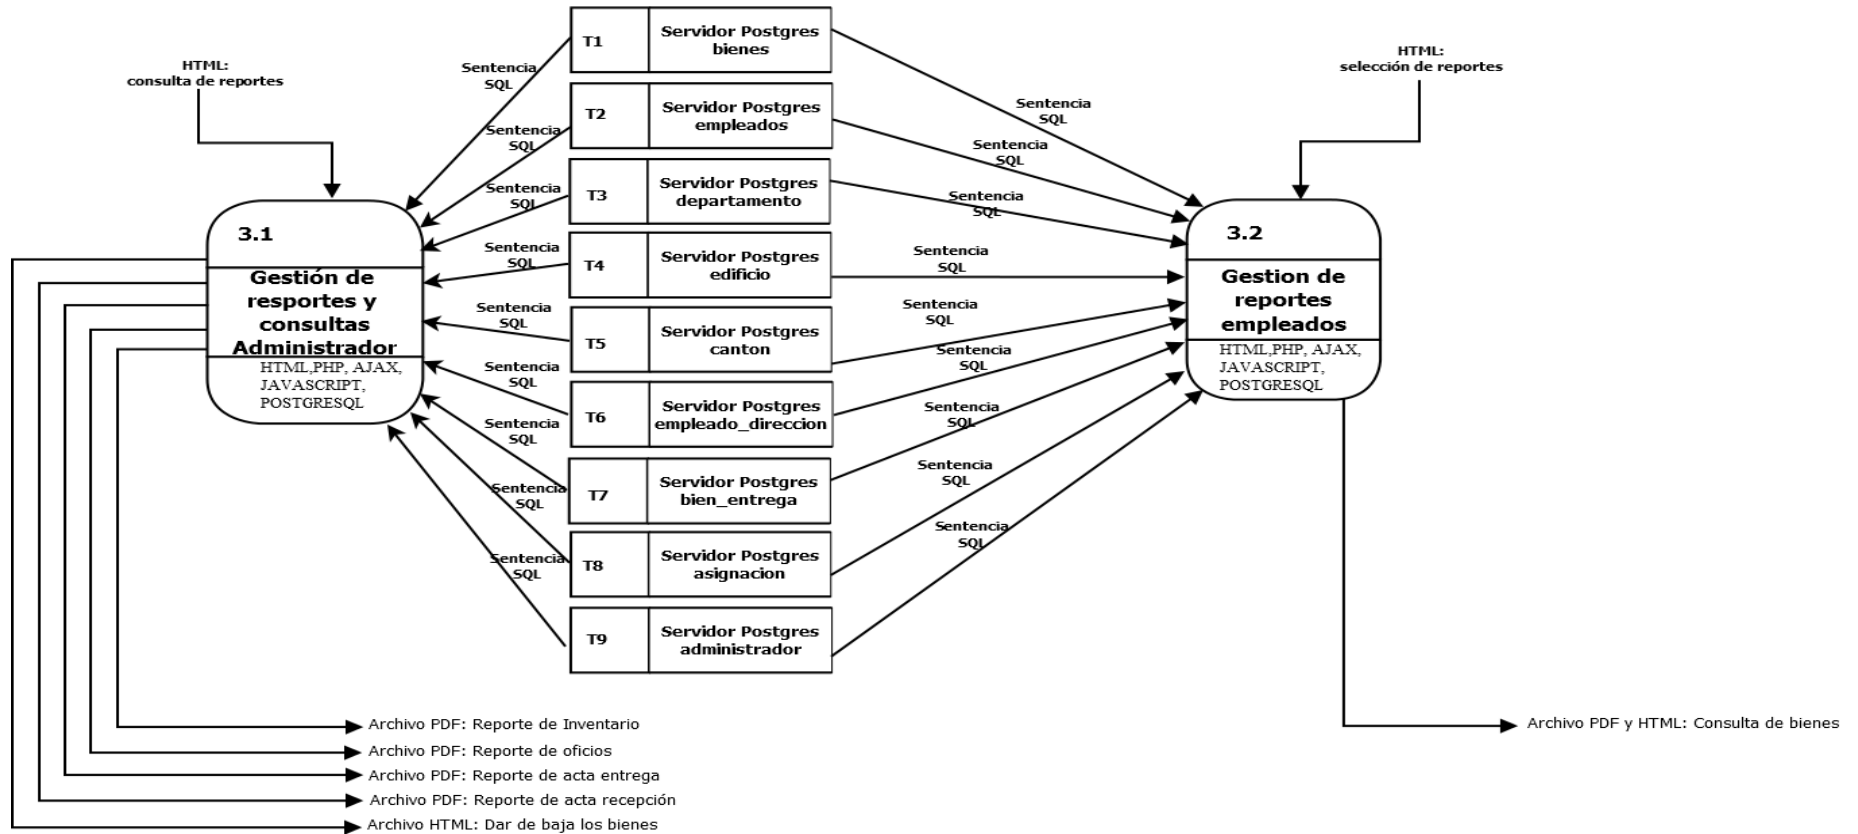 HTML:
consulta de reportes
3.1
Gestión de
resportes y
consultas
Administrador
HTML,PHP, AJAX,
JAVASCRIPT,
POSTGRESQL
Sentencia
SQL
Sentencia
SQL
Sentencia
SQL
Sentencia
SQL
Sentencia
SQL
Sentencia
SQL
Sentencia
SQL
Sentencia
SQL
Sentencia
SQL
T1
Servidor Postgres
bienes
T2
Servidor Postgres
empleados
T3
Servidor Postgres
departamento
T4
Servidor Postgres
edificio
T5
Servidor Postgres
canton
T6
Servidor Postgres
empleado_direccion
T7
Servidor Postgres
bien_entrega
T8
Servidor Postgres
asignacion
T9
Servidor Postgres
administrador
Sentencia
SQL
Sentencia
SQL
Sentencia
SQL
Sentencia
SQL
Sentencia
SQL
Sentencia
SQL
Sentencia
SQL
Sentencia
SQL
Sentencia
SQL
HTML:
selección de reportes
3.2
Gestion de
reportes
empleados
HTML,PHP, AJAX,
JAVASCRIPT,
POSTGRESQL
Archivo PDF: Reporte de Inventario
Archivo PDF: Reporte de oficios
Archivo PDF: Reporte de acta entrega
Archivo PDF: Reporte de acta recepción
Archivo HTML: Dar de baja los bienes
Archivo PDF y HTML: Consulta de bienes